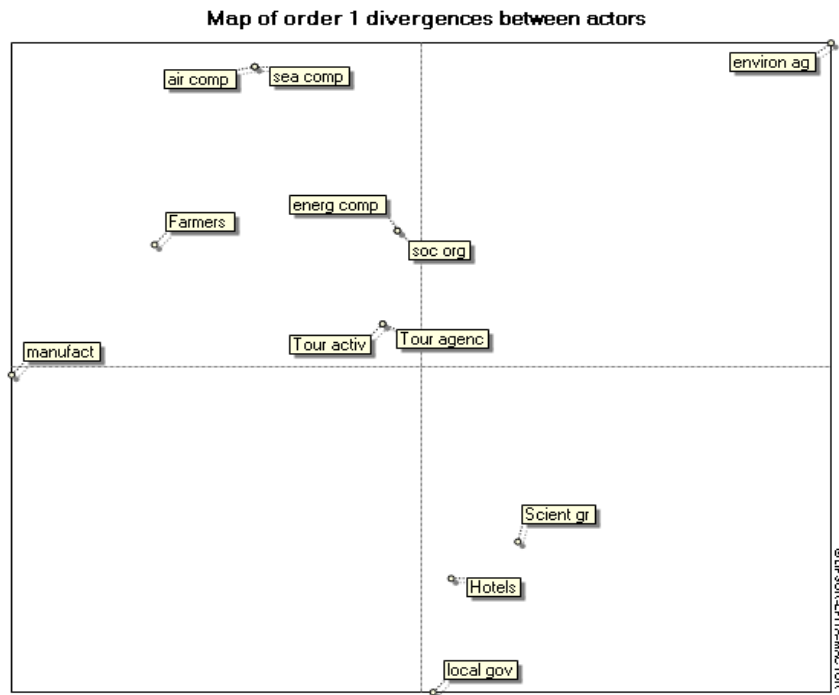 Map of order 1 divergences between actors
environ ag
air comp
sea comp
energ comp
Farmers
soc org
Tour activ
Tour agenc
manufact
Scient gr
Hotels
local gov